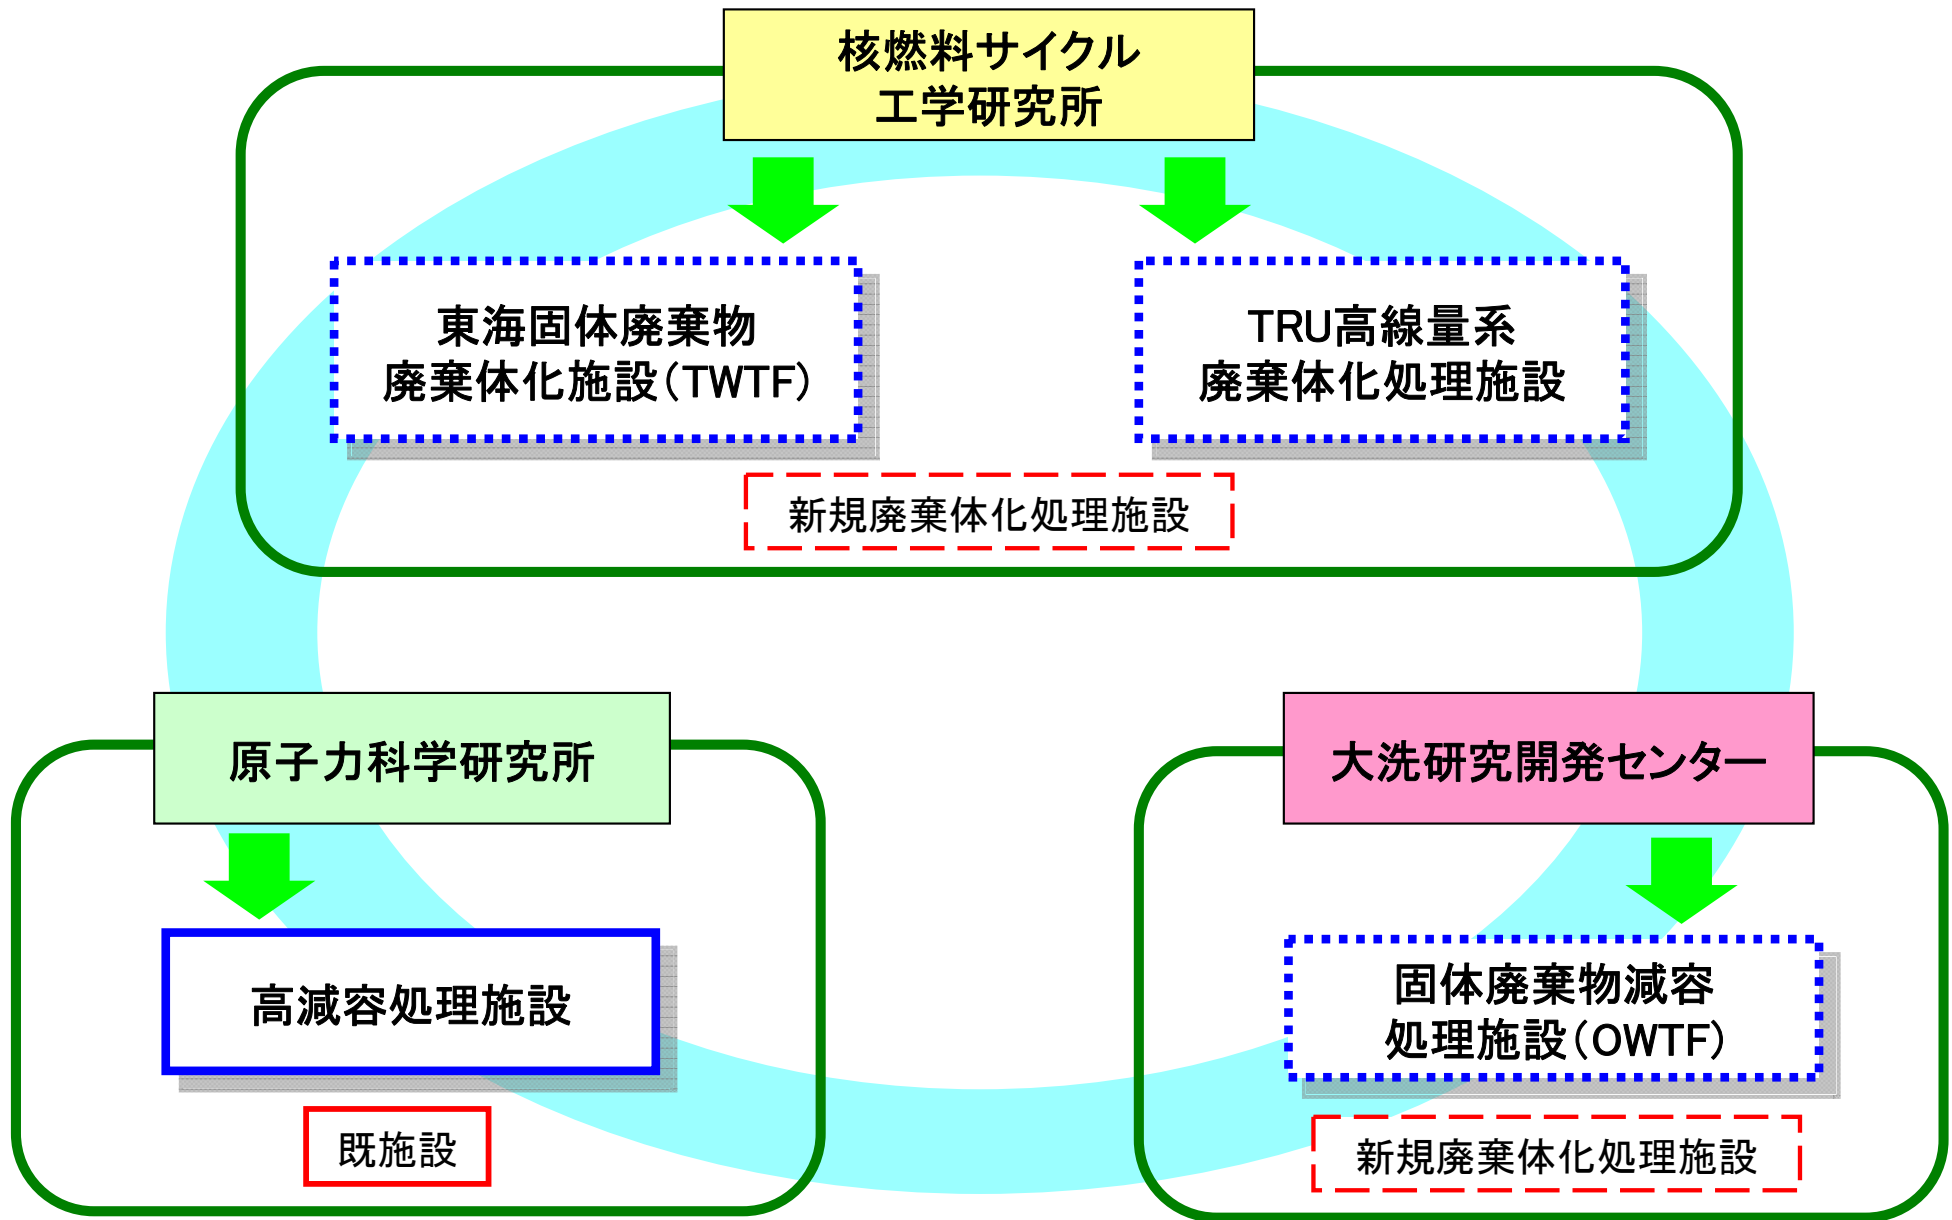 核燃料サイクル
工学研究所
東海固体廃棄物
廃棄体化施設（TWTF）
TRU高線量系
廃棄体化処理施設
新規廃棄体化処理施設
原子力科学研究所
高減容処理施設
既施設
大洗研究開発センター
固体廃棄物減容
処理施設（OWTF）
新規廃棄体化処理施設